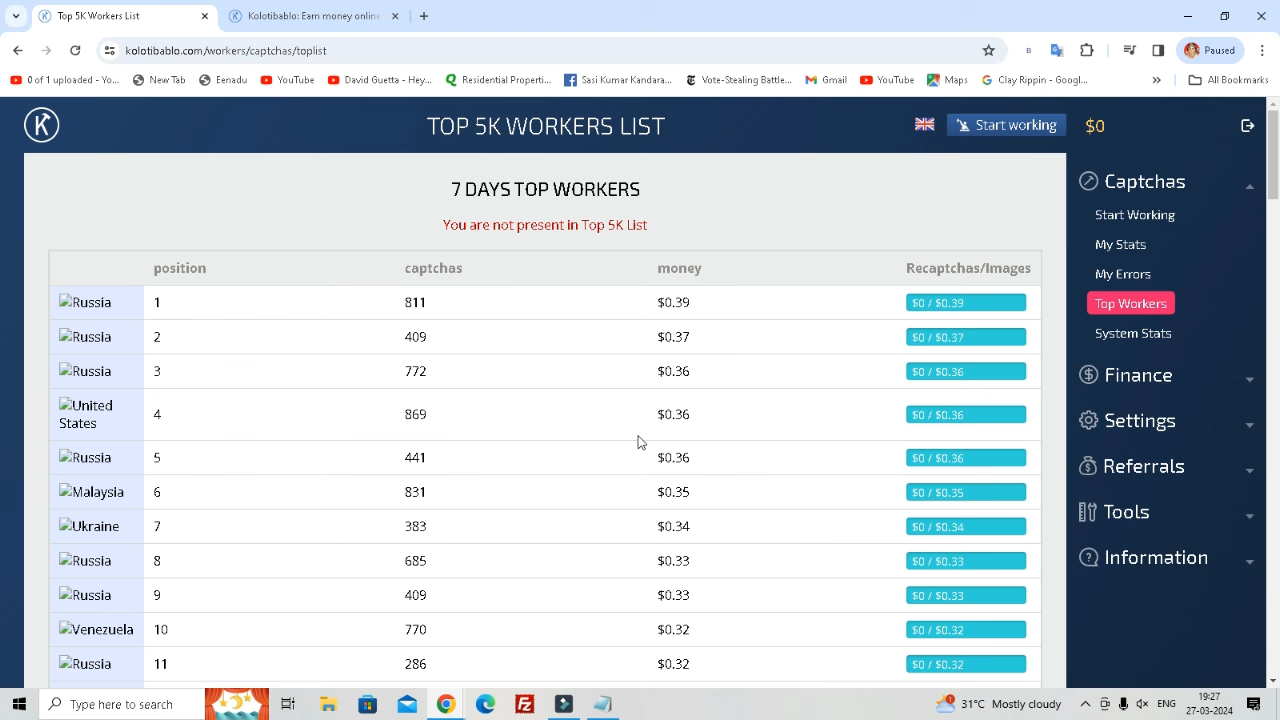 Top 5K Workers List
Kolotibablo: Earn money online
kolotibablo.com/workers/captchas/toplist
Paused
0 of 1 uploaded - Yo... New Tab Eenadu YouTube David Guetta - Hey... Residential Properti... Sasi Kumar Kandara... Vote-Stealing Battle... Gmail YouTube Maps Clay Rippin - Googl... » All Bookmarks
K
TOP 5K WORKERS LIST
Start working
$0
7 DAYS TOP WORKERS
You are not present in Top 5K List
position captchas money Recaptchas/Images
Russia 1 811 $0.39 $0 / $0.39
Russia 2 409 $0.37 $0 / $0.37
Russia 3 772 $0.36 $0 / $0.36
United
States 4 869 $0.36 $0 / $0.36
Russia 5 441 $0.36 $0 / $0.36
Malaysia 6 831 $0.35 $0 / $0.35
Ukraine 7 383 $0.34 $0 / $0.34
Russia 8 685 $0.33 $0 / $0.33
Russia 9 409 $0.33 $0 / $0.33
Venezuela 10 770 $0.32 $0 / $0.32
Russia 11 286 $0.32 $0 / $0.32
Captchas
Start Working
My Stats
My Errors
Top Workers
System Stats
Finance
Settings
Referrals
Tools
Information
Type here to search
31°C Mostly cloudy
ENG
19:27
27-03-2024